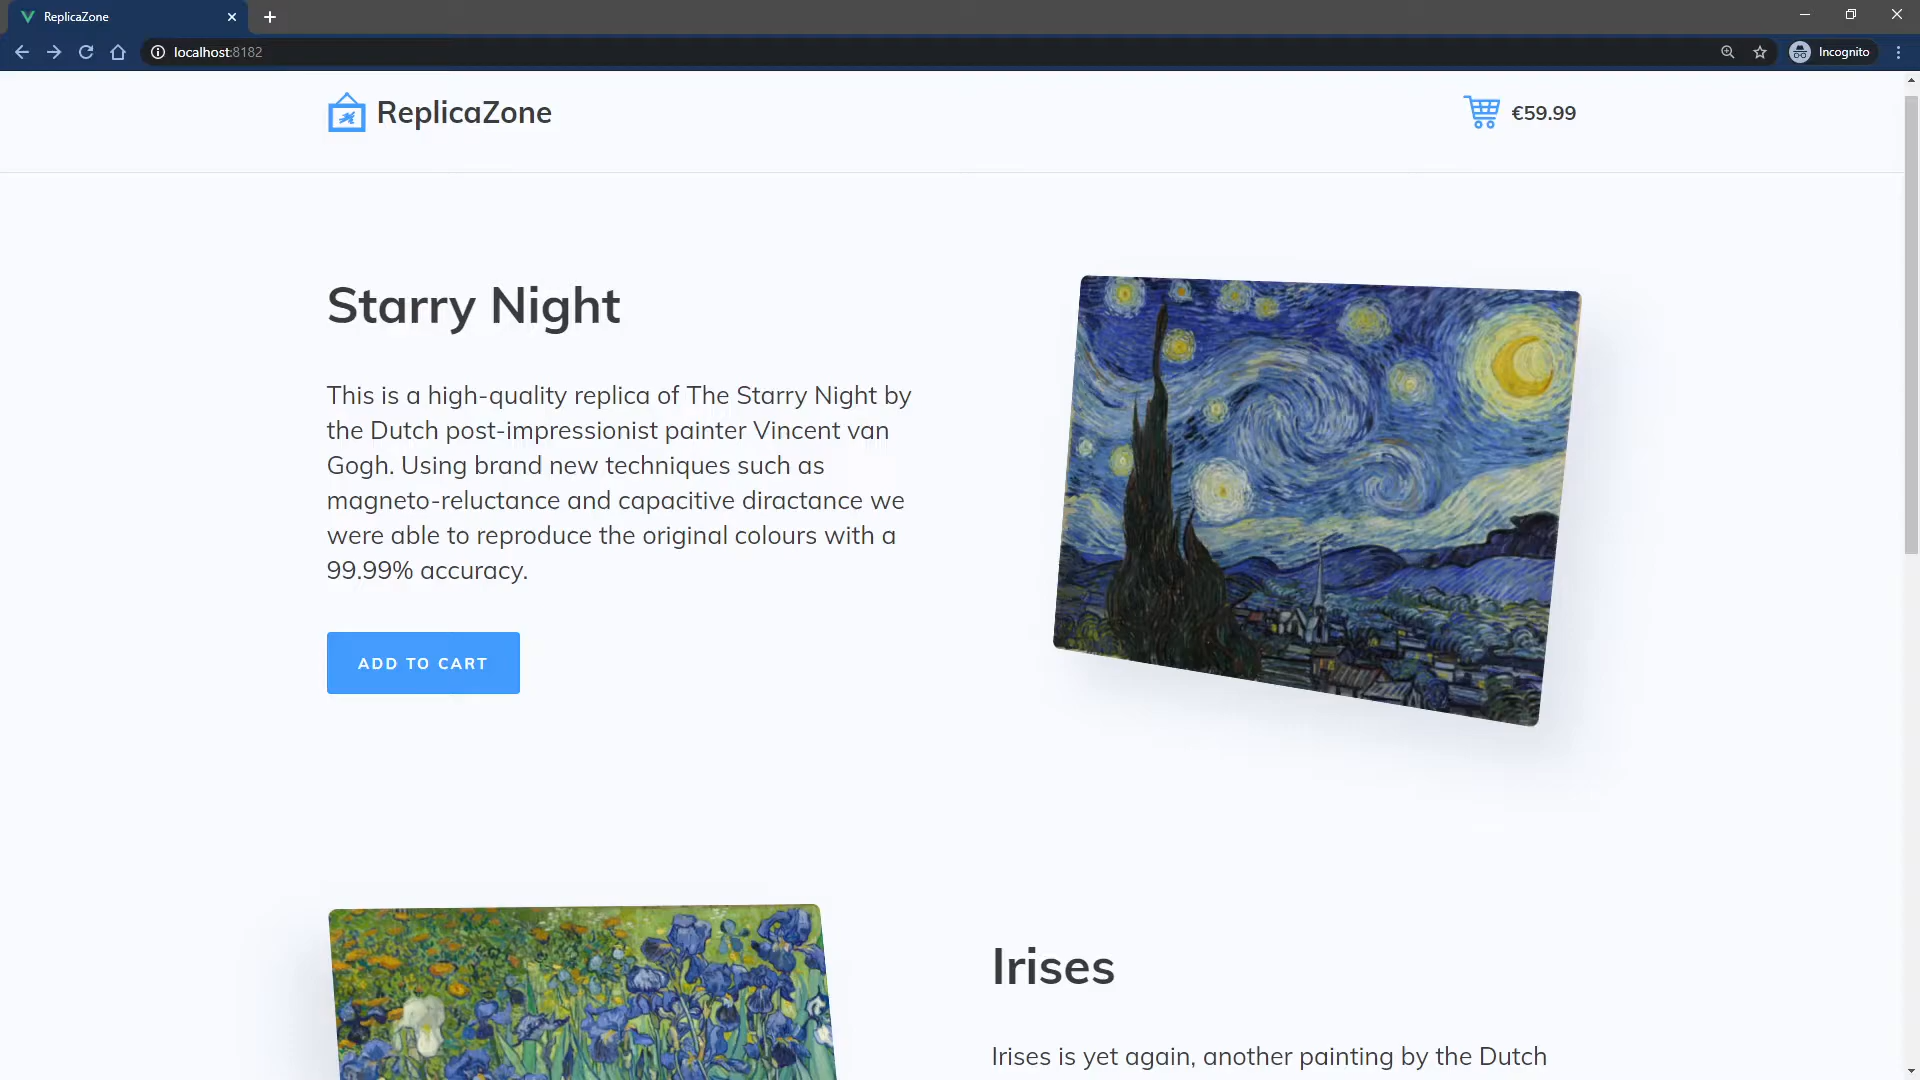 ReplicaZone
localhost:8182
Incognito
ReplicaZone
€59.99
Starry Night
This is a high-quality replica of The Starry Night by
the Dutch post-impressionist painter Vincent van
Gogh. Using brand new techniques such as
magneto-reluctance and capacitive diractance we
were able to reproduce the original colours with a
99.99% accuracy.
ADD TO CART
Irises
Irises is yet again, another painting by the Dutch